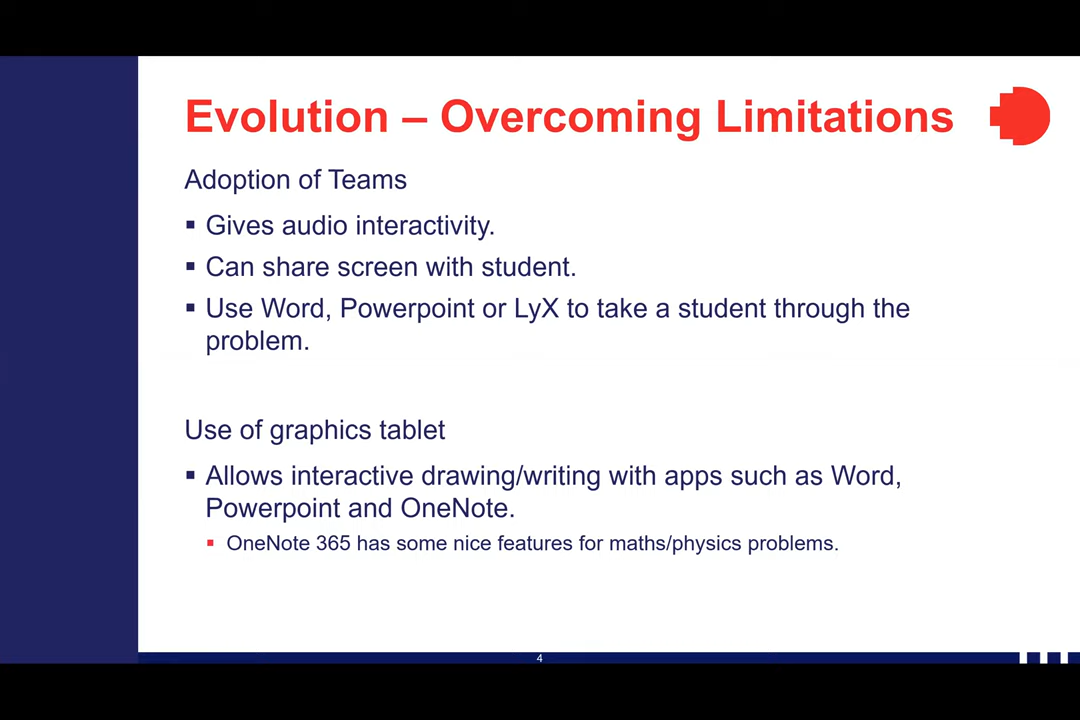 Evolution – Overcoming Limitations
Adoption of Teams
▪ Gives audio interactivity.
▪ Can share screen with student.
▪ Use Word, Powerpoint or LyX to take a student through the
problem.
Use of graphics tablet
▪ Allows interactive drawing/writing with apps such as Word,
Powerpoint and OneNote.
▪ OneNote 365 has some nice features for maths/physics problems.
4